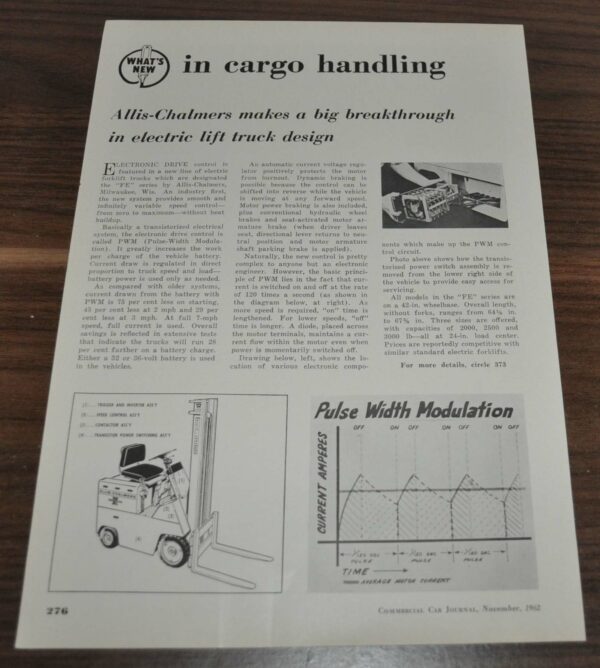 WHAT'S
NEW
in cargo handling
Allis-Chalmers makes a big breakthrough
in electric lift truck design
ELECTRONIC DRIVE control is
featured in a new line of electric
forklift trucks which are designated
the "FE" series by Allis-Chalmers,
Milwaukee, Wis. An industry first,
the new system provides smooth and
infinitely variable speed control—
from zero to maximum—without heat
buildup.
Basically a transistorized electrical
system, the electronic drive control is
called PWM (Pulse-Width Modula-
tion). It greatly increases the work
per charge of the vehicle battery.
Current draw is regulated in direct
proportion to truck speed and load—
battery power is used only as needed.
As compared with older systems,
current drawn from the battery with
PWM is 75 per cent less on starting,
43 per cent less at 2 mph and 29 per
cent less at 3 mph. At full 7-mph
speed, full current is used. Overall
savings is reflected in extensive tests
that indicate the trucks will run 28
per cent farther on a battery charge.
Either a 32 or 36-volt battery is used
in the vehicles.
An automatic current voltage regu-
lator positively protects the motor
from burnout. Dynamic braking is
possible because the control can be
shifted into reverse while the vehicle
is moving at any forward speed.
Motor power braking is also included,
plus conventional hydraulic wheel
brakes and seat-activated motor ar-
mature brake (when driver leaves
seat, directional lever returns to neu-
tral position and motor armature
shaft parking brake is applied).
Naturally, the new control is pretty
complex to anyone but an electronic
engineer. However, the basic princi-
ple of PWM lies in the fact that cur-
rent is switched on and off at the rate
of 120 times a second (as shown in
the diagram below, at right). As
more speed is required, "on" time is
lengthened. For lower speeds, "off"
time is longer. A diode, placed across
the motor terminals, maintains a cur-
rent flow within the motor even when
power is momentarily switched off.
Drawing below, left, shows the lo-
cation of various electronic compo-
nents which make up the PWM con-
trol circuit.
Photo above shows how the transis-
torized power switch assembly is re-
moved from the lower right side of
the vehicle to provide easy access for
servicing.
All models in the "FE" series are
on a 42-in. wheelbase. Overall length,
without forks, ranges from 64¼ in.
to 67¾ in. Three sizes are offered,
with capacities of 2000, 2500 and
3000 lb—all at 24-in. load center.
Prices are reportedly competitive with
similar standard electric forklifts.
For more details, circle 373
(1)....TRIGGER AND INVERTER ASS'Y
(2)....SPEED CONTROL ASS'Y
(3)....CONTACTOR ASS'Y
(4)....TRANSISTOR POWER SWITCHING ASS'Y
ALLIS-CHALMERS
(1)
(2)
(3)
(4)
Pulse Width Modulation
OFF ON OFF ON OFF ON OFF
CURRENT AMPERES
1/120 SEC. 1/120 SEC. 1/120 SEC.
PULSE PULSE PULSE
TIME
AVERAGE MOTOR CURRENT
276
COMMERCIAL CAR JOURNAL, November, 1962